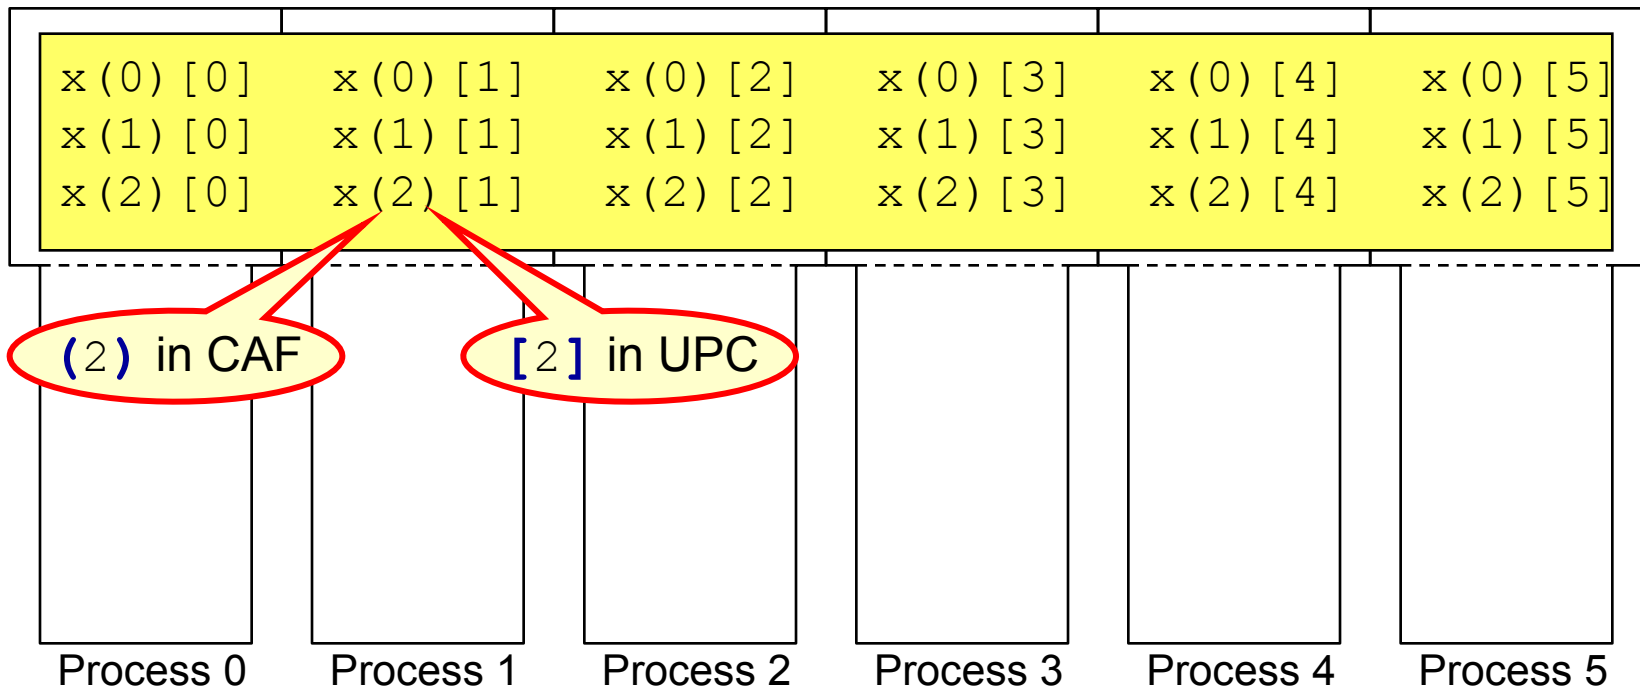 x(0)[0] x(0)[1] x(0)[2] x(0)[3] x(0)[4] x(0)[5]
x(1)[0] x(1)[1] x(1)[2] x(1)[3] x(1)[4] x(1)[5]
x(2)[0] x(2)[1] x(2)[2] x(2)[3] x(2)[4] x(2)[5]
(2) in CAF [2] in UPC
Process 0 Process 1 Process 2 Process 3 Process 4 Process 5